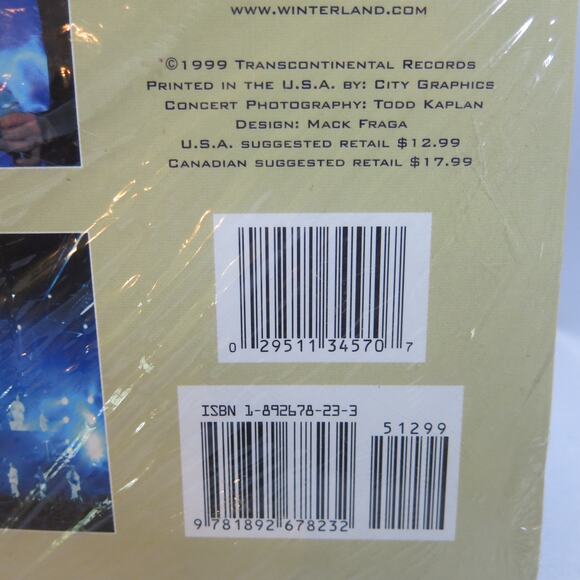 WWW.WINTERLAND.COM
©1999 TRANSCONTINENTAL RECORDS
PRINTED IN THE U.S.A. BY: CITY GRAPHICS
CONCERT PHOTOGRAPHY: TODD KAPLAN
DESIGN: MACK FRAGA
U.S.A. SUGGESTED RETAIL $12.99
CANADIAN SUGGESTED RETAIL $17.99
0 29511 34570 7
ISBN 1-892678-23-3
51299
9 781892 678232